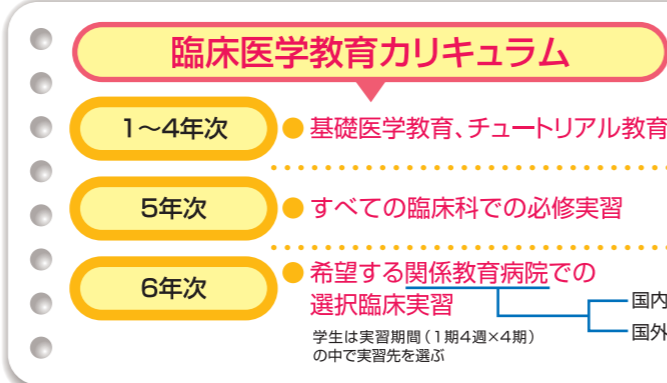 臨床医学教育カリキュラム
1〜4年次
基礎医学教育、チュートリアル教育
5年次
すべての臨床科での必修実習
6年次
希望する関係教育病院での
選択臨床実習
国内
国外
学生は実習期間（1期4週×4期）
の中で実習先を選ぶ